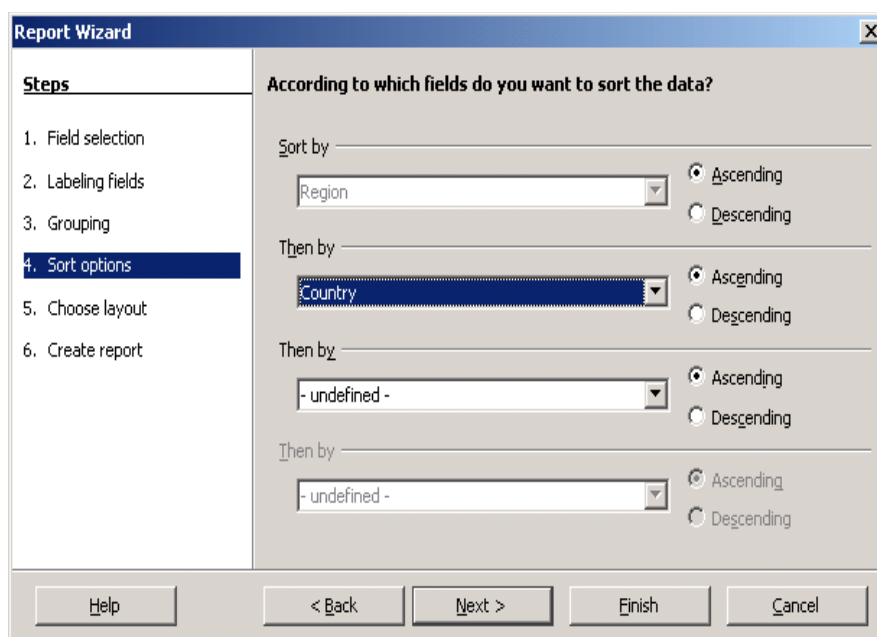 Report Wizard
Steps
1. Field selection
2. Labeling fields
3. Grouping
4. Sort options
5. Choose layout
6. Create report
According to which fields do you want to sort the data?
Sort by
Region
Ascending
Descending
Then by
Country
Ascending
Descending
Then by
- undefined -
Ascending
Descending
Then by
- undefined -
Ascending
Descending
Help
< Back
Next >
Finish
Cancel